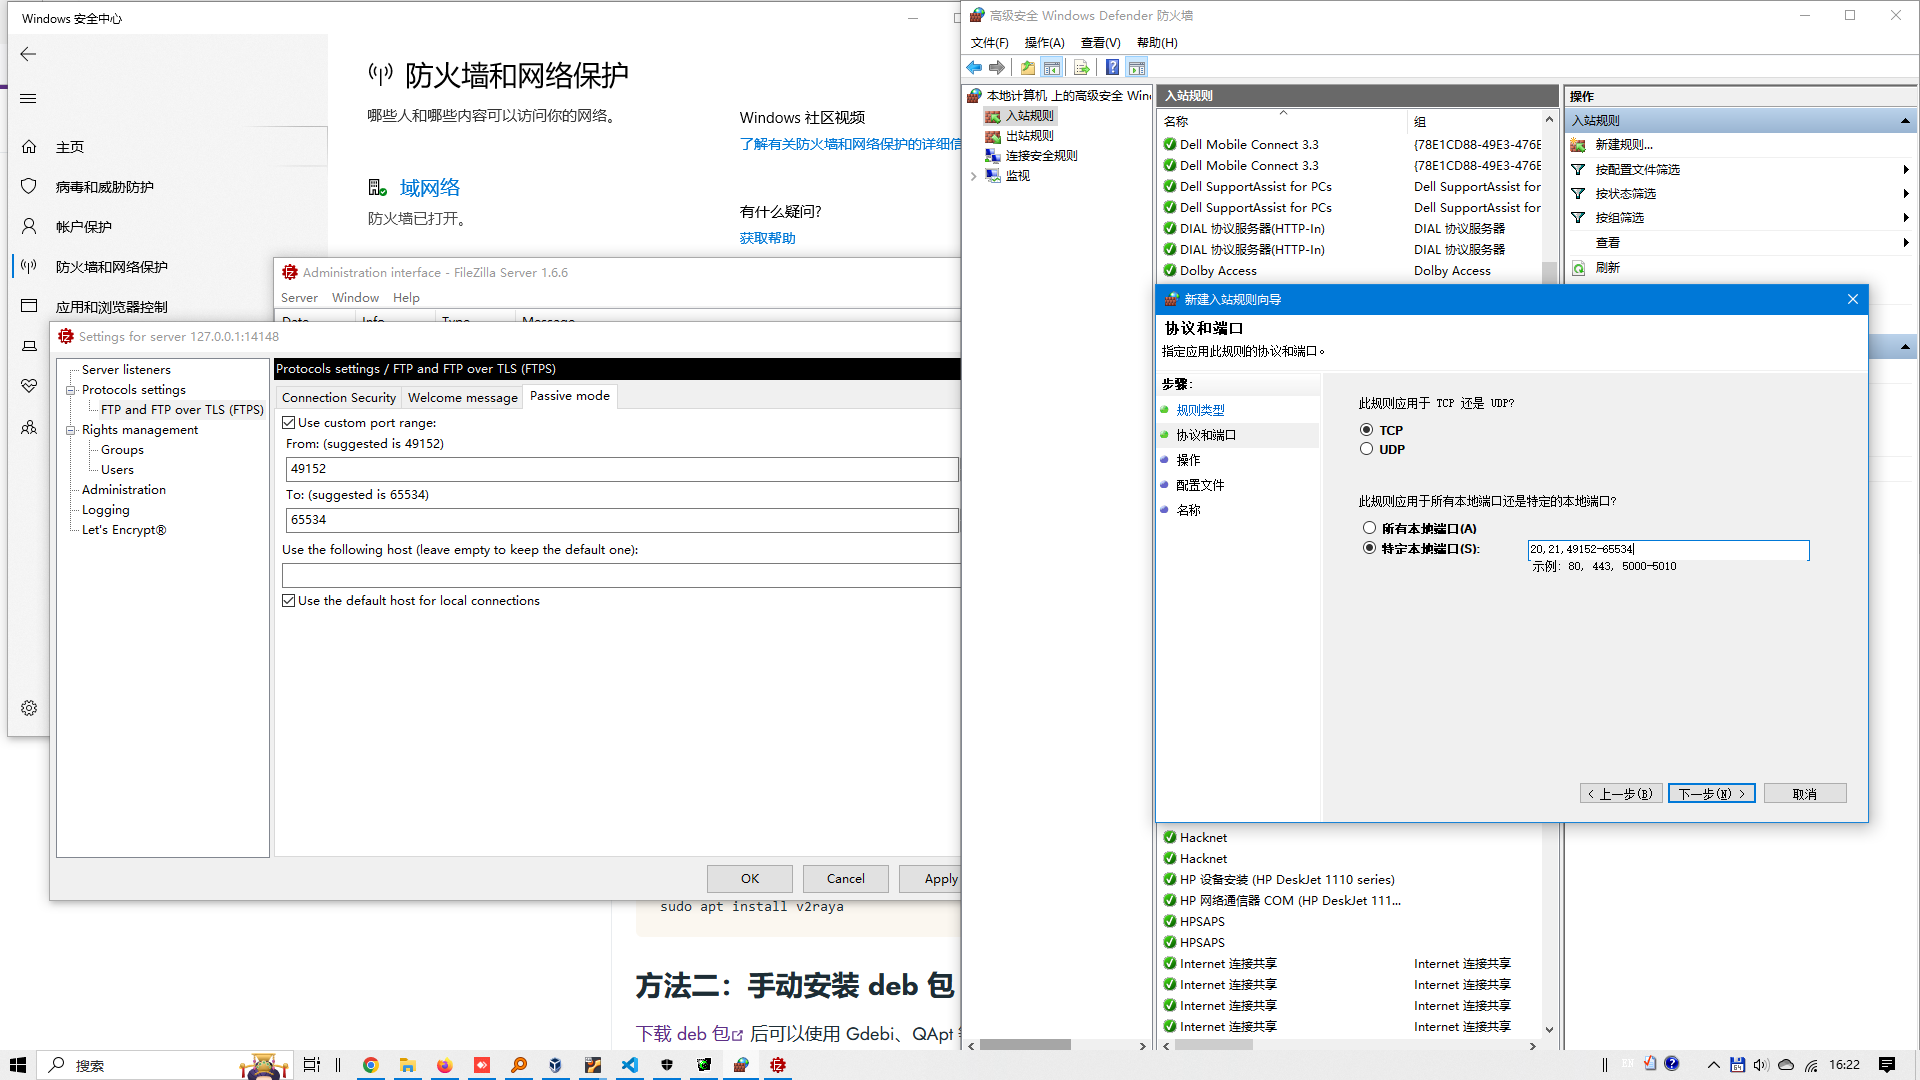 Windows 安全中心
主页
病毒和威胁防护
帐户保护
防火墙和网络保护
应用和浏览器控制
防火墙和网络保护
哪些人和哪些内容可以访问你的网络。
域网络
防火墙已打开。
Windows 社区视频
了解有关防火墙和网络保护的详细信
有什么疑问?
获取帮助
Administration interface - FileZilla Server 1.6.6
Server Window Help
Date Info Type Message
Settings for server 127.0.0.1:14148
Server listeners
Protocols settings
FTP and FTP over TLS (FTPS)
Rights management
Groups
Users
Administration
Logging
Let's Encrypt®
Protocols settings / FTP and FTP over TLS (FTPS)
Connection Security Welcome message Passive mode
Use custom port range:
From: (suggested is 49152)
49152
To: (suggested is 65534)
65534
Use the following host (leave empty to keep the default one):
Use the default host for local connections
OK Cancel Apply
sudo apt install v2raya
方法二：手动安装 deb 包
下载 deb 包 后可以使用 Gdebi、QApt
高级安全 Windows Defender 防火墙
文件(F) 操作(A) 查看(V) 帮助(H)
本地计算机 上的高级安全 Win
入站规则
出站规则
连接安全规则
监视
入站规则
名称 组
Dell Mobile Connect 3.3 {78E1CD88-49E3-476E
Dell Mobile Connect 3.3 {78E1CD88-49E3-476E
Dell SupportAssist for PCs Dell SupportAssist for
Dell SupportAssist for PCs Dell SupportAssist for
DIAL 协议服务器(HTTP-In) DIAL 协议服务器
DIAL 协议服务器(HTTP-In) DIAL 协议服务器
Dolby Access Dolby Access
操作
入站规则
新建规则...
按配置文件筛选
按状态筛选
按组筛选
查看
刷新
新建入站规则向导
协议和端口
指定应用此规则的协议和端口。
步骤:
规则类型
协议和端口
操作
配置文件
名称
此规则应用于 TCP 还是 UDP?
TCP
UDP
此规则应用于所有本地端口还是特定的本地端口?
所有本地端口(A)
特定本地端口(S): 20,21,49152-65534
示例: 80, 443, 5000-5010
< 上一步(B) 下一步(N) > 取消
Hacknet
Hacknet
HP 设备安装 (HP DeskJet 1110 series)
HP 网络通信器 COM (HP DeskJet 111...
HPSAPS
HPSAPS
Internet 连接共享 Internet 连接共享
Internet 连接共享 Internet 连接共享
Internet 连接共享 Internet 连接共享
Internet 连接共享 Internet 连接共享
搜索
64
16:22